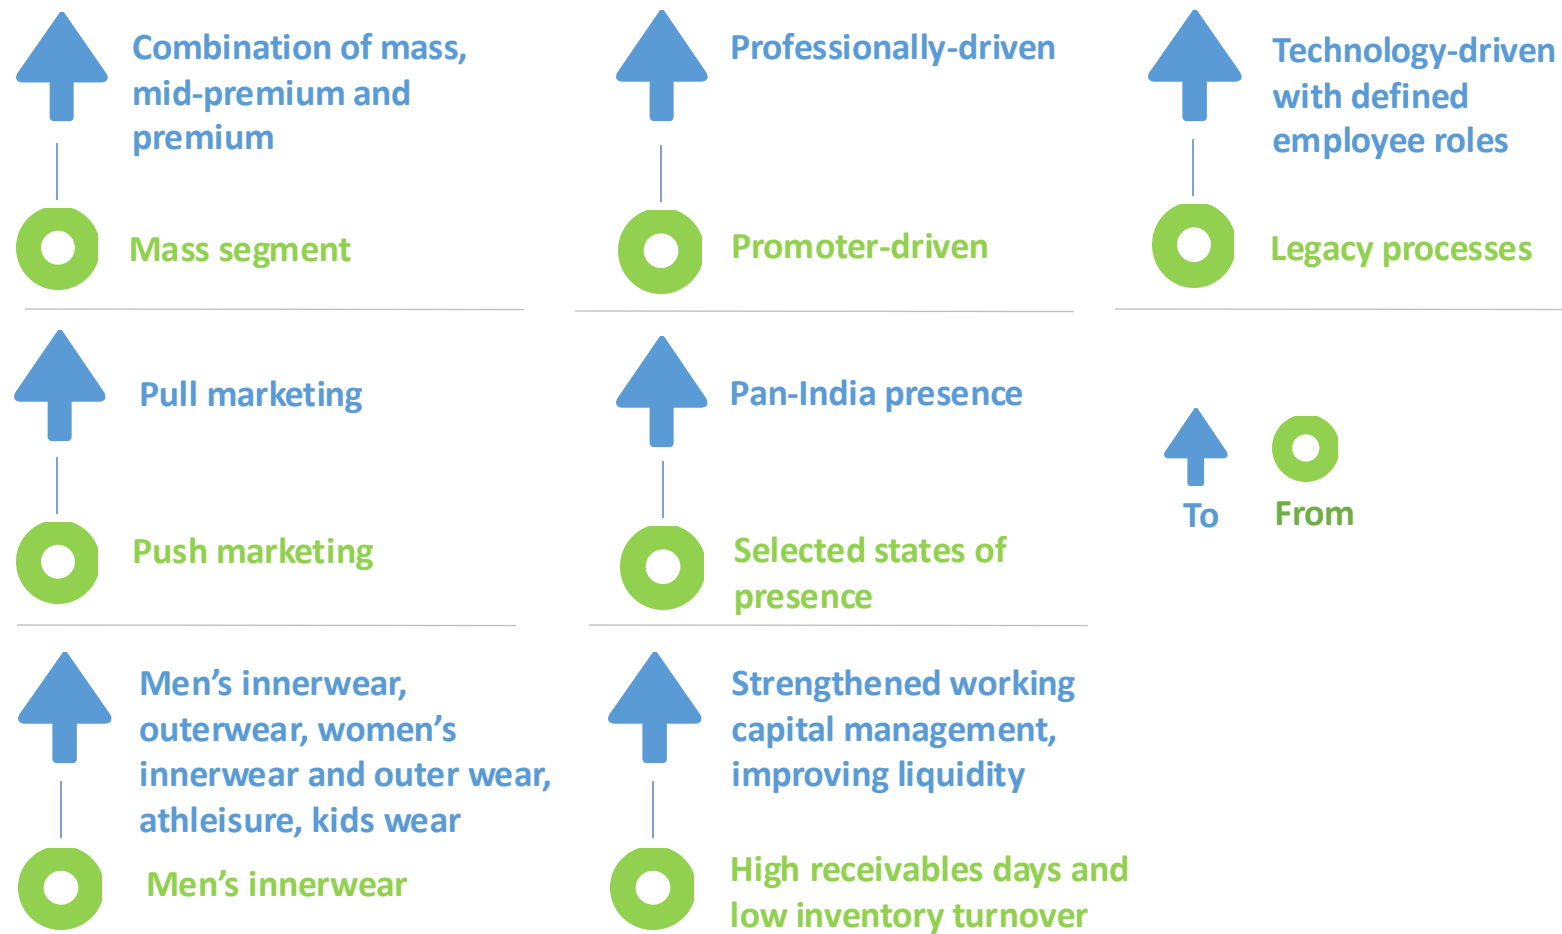 Combination of mass,
mid-premium and
premium
Mass segment
Professionally-driven
Promoter-driven
Technology-driven
with defined
employee roles
Legacy processes
Pull marketing
Push marketing
Pan-India presence
Selected states of
presence
To
From
Men's innerwear,
outerwear, women's
innerwear and outer wear,
athleisure, kids wear
Men's innerwear
Strengthened working
capital management,
improving liquidity
High receivables days and
low inventory turnover